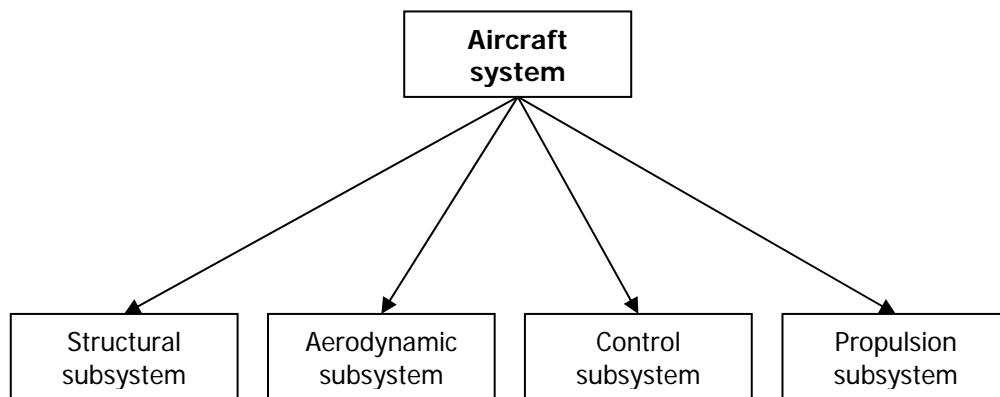 Aircraft
system
Structural
subsystem
Aerodynamic
subsystem
Control
subsystem
Propulsion
subsystem